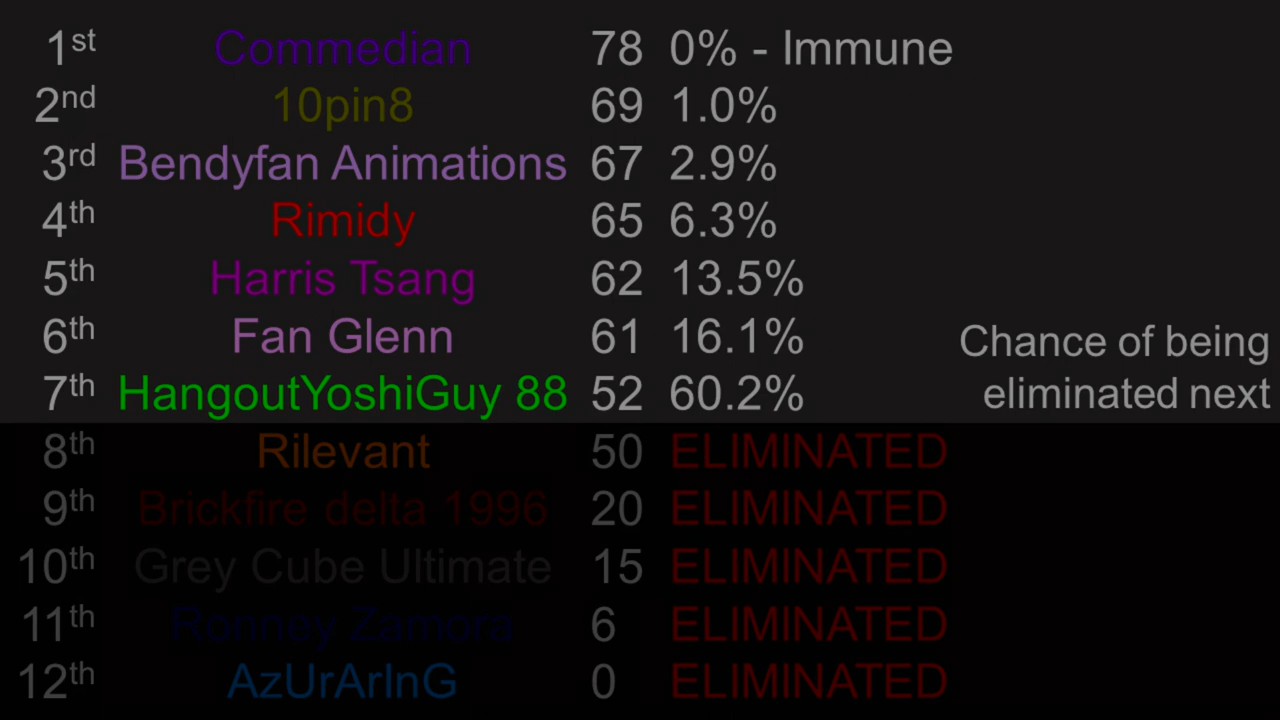 1st Commedian 78 0% - Immune
2nd 10pin8 69 1.0%
3rd Bendyfan Animations 67 2.9%
4th Rimidy 65 6.3%
5th Harris Tsang 62 13.5%
6th Fan Glenn 61 16.1%
Chance of being
7th HangoutYoshiGuy 88 52 60.2%
eliminated next
8th Rilevant 50 ELIMINATED
9th Brickfire delta 1996 20 ELIMINATED
10th Grey Cube Ultimate 15 ELIMINATED
11th Ronney Zamora 6 ELIMINATED
12th AzUrArInG 0 ELIMINATED